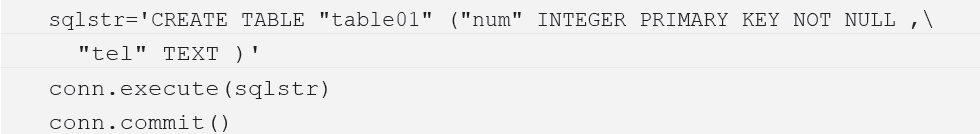 sqlstr='CREATE TABLE "table01" ("num" INTEGER PRIMARY KEY NOT NULL ,\
"tel" TEXT )'
conn.execute(sqlstr)
conn.commit()